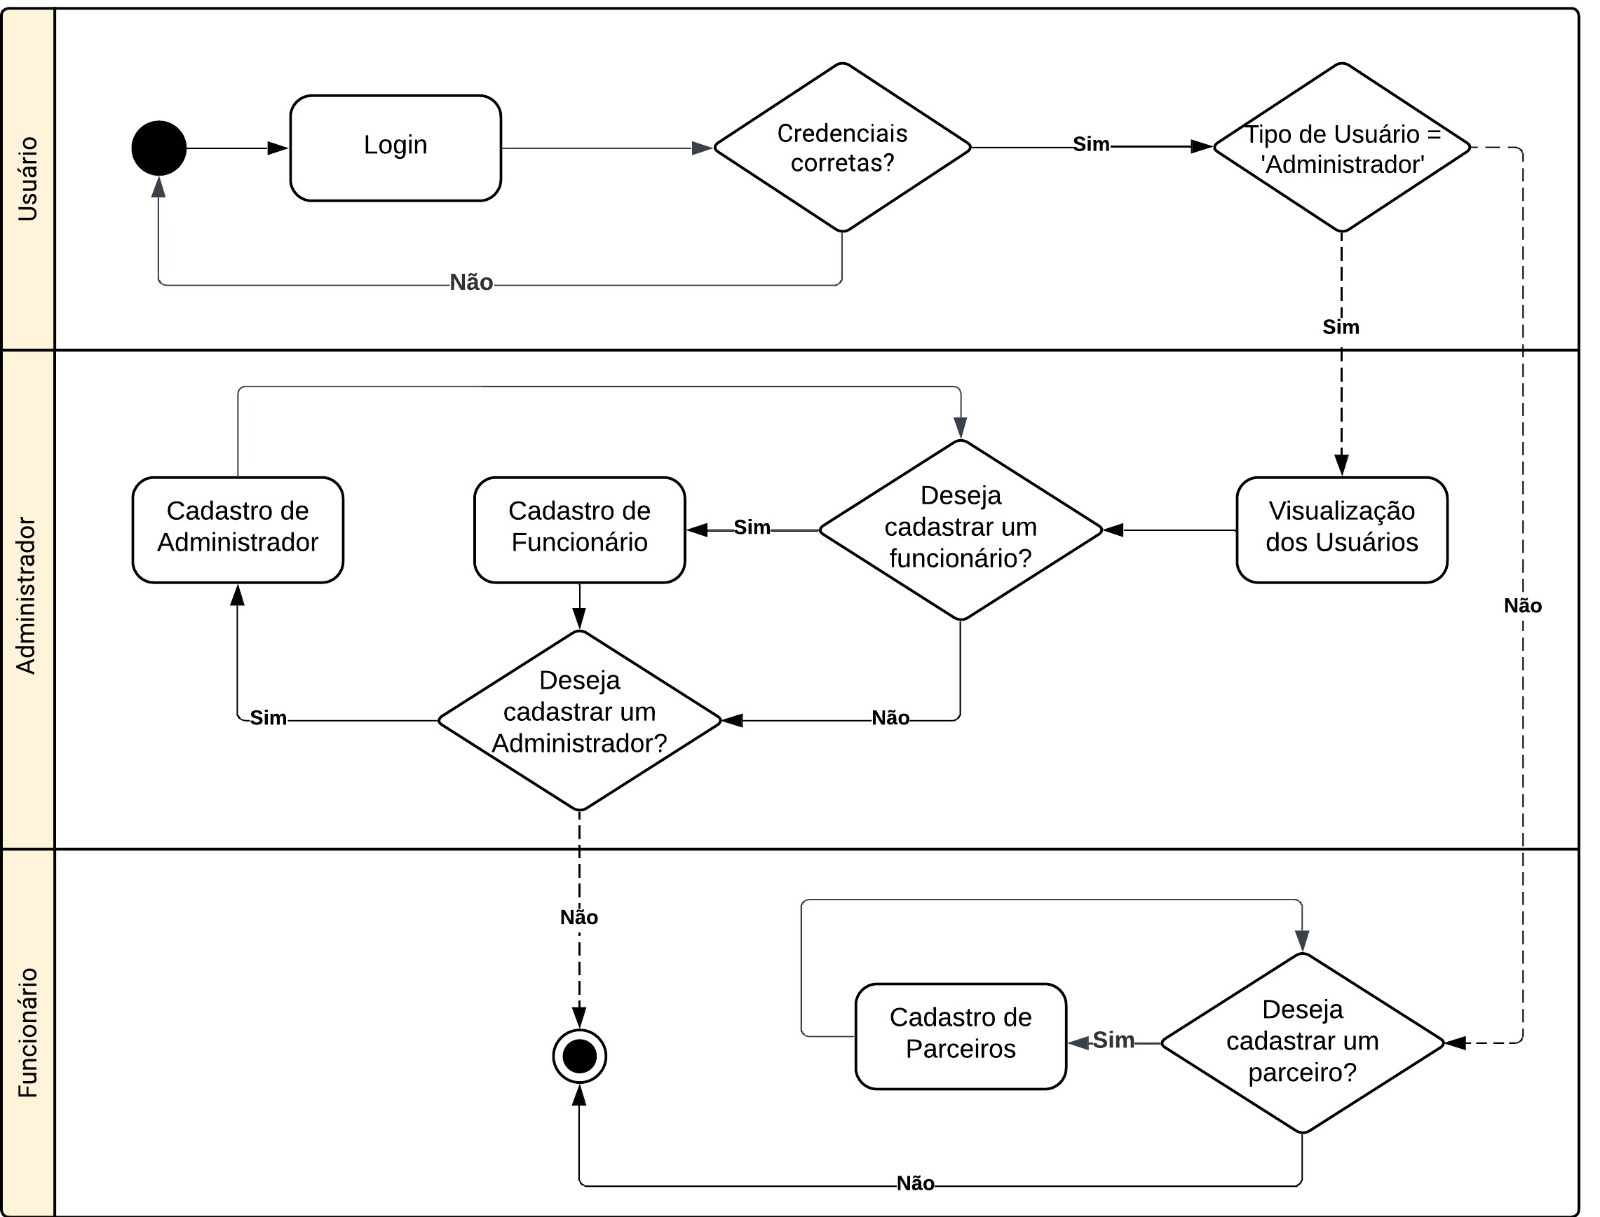 Usuário
Login
Credenciais
corretas?
Sim
Tipo de Usuário =
'Administrador'
Não
Sim
Administrador
Cadastro de
Administrador
Cadastro de
Funcionário
Sim
Deseja
cadastrar um
funcionário?
Visualização
dos Usuários
Não
Deseja
cadastrar um
Administrador?
Sim
Não
Funcionário
Não
Cadastro de
Parceiros
Sim
Deseja
cadastrar um
parceiro?
Não